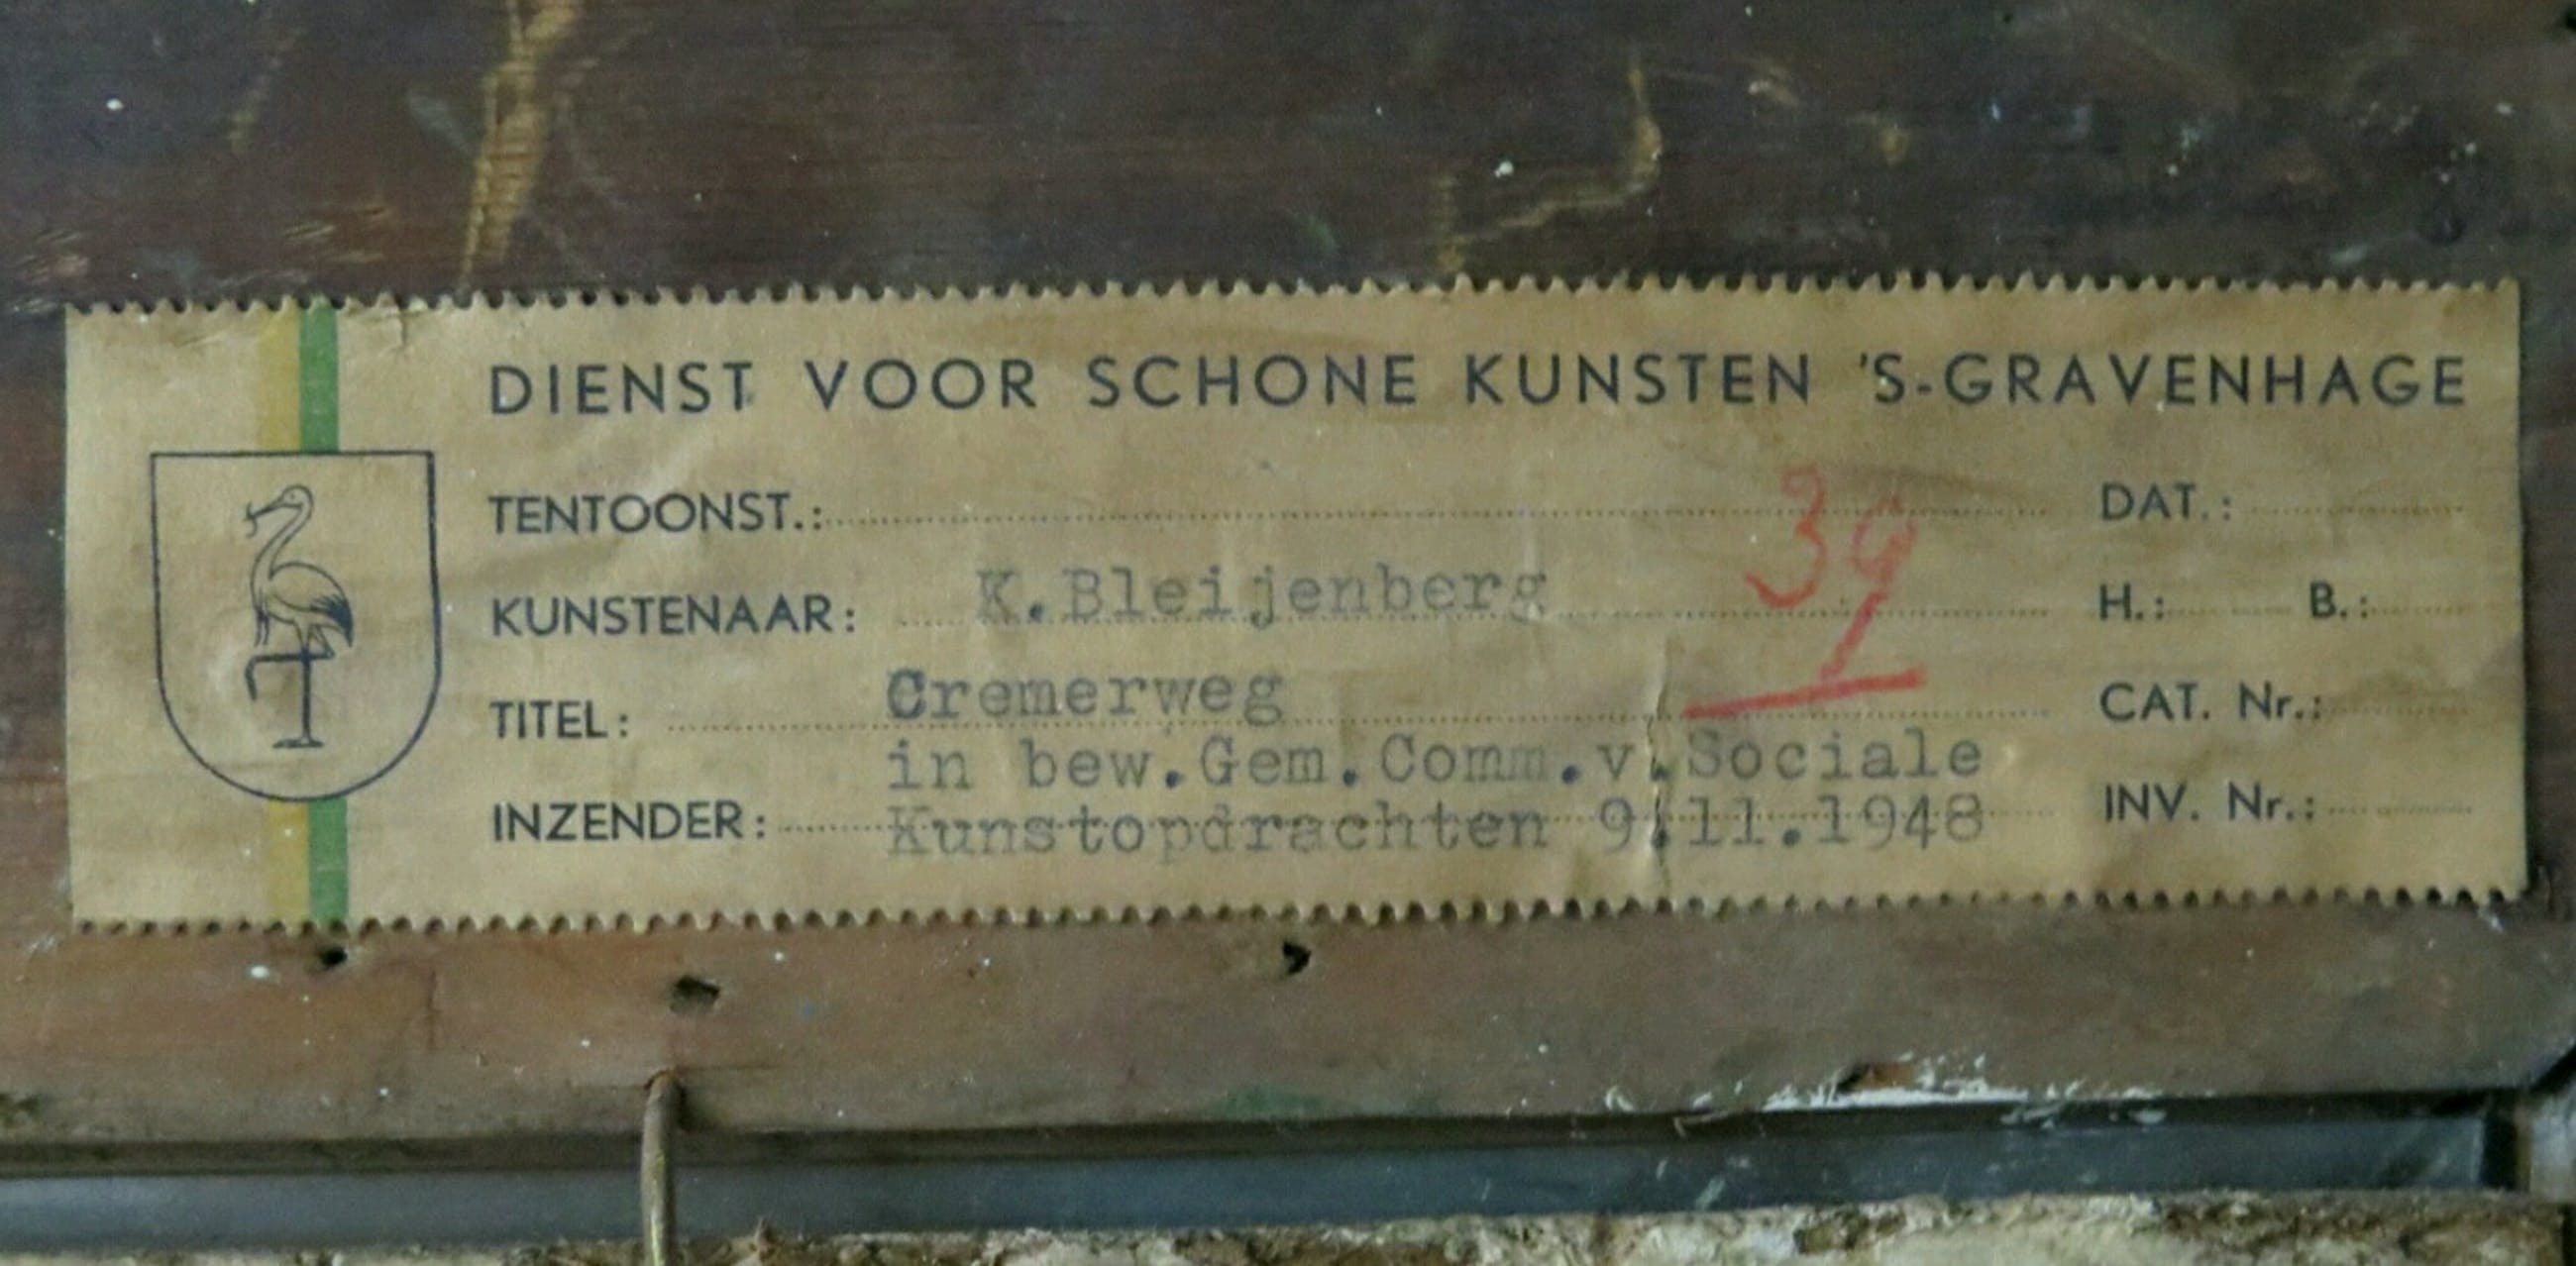 DIENST VOOR SCHONE KUNSTEN 'S-GRAVENHAGE
TENTOONST.: DAT.:
39
KUNSTENAAR: K.Bleijenberg H.: B.:
TITEL: Cremerweg CAT. Nr.:
in bew.Gem.Comm.v.Sociale
INZENDER: Kunstopdrachten 9.11.1948 INV. Nr.: